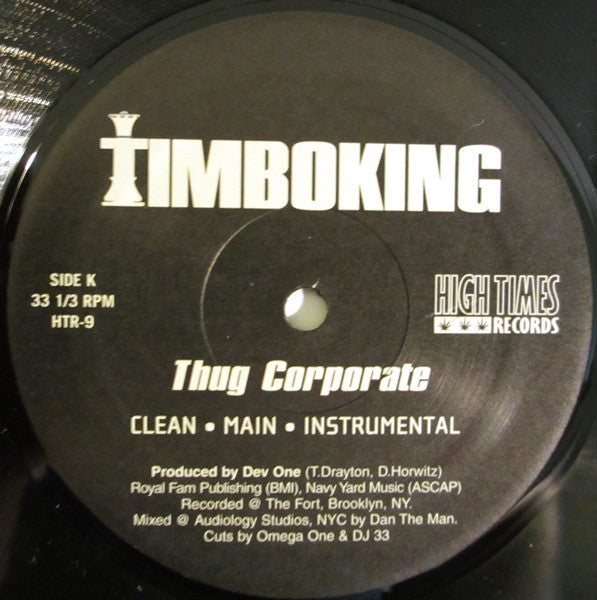 TIMBOKING
SIDE K
33 1/3 RPM
HTR-9
HIGH TIMES
RECORDS
Thug Corporate
CLEAN • MAIN • INSTRUMENTAL
Produced by Dev One (T.Drayton, D.Horwitz)
Royal Fam Publishing (BMI), Navy Yard Music (ASCAP)
Recorded @ The Fort, Brooklyn, NY.
Mixed @ Audiology Studios, NYC by Dan The Man.
Cuts by Omega One & DJ 33